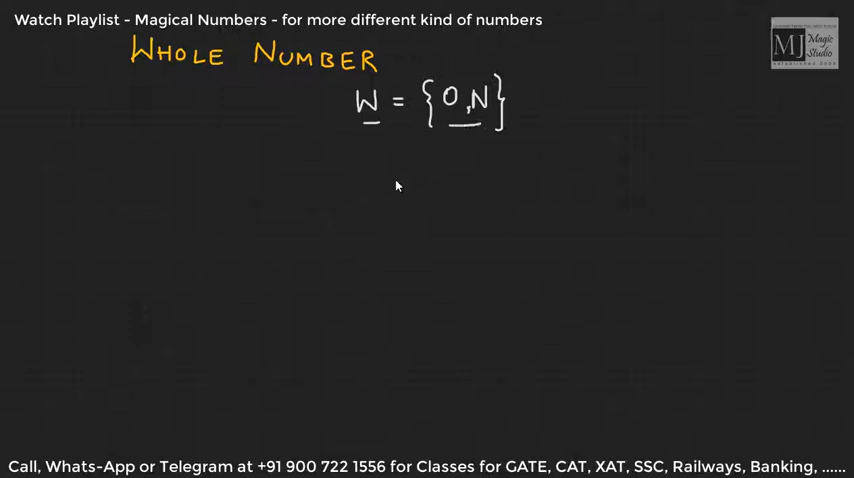 Watch Playlist - Magical Numbers - for more different kind of numbers
WHOLE NUMBER
MJ Magic Studio
W = {0,N}
Call, Whats-App or Telegram at +91 900 722 1556 for Classes for GATE, CAT, XAT, SSC, Railways, Banking, ......